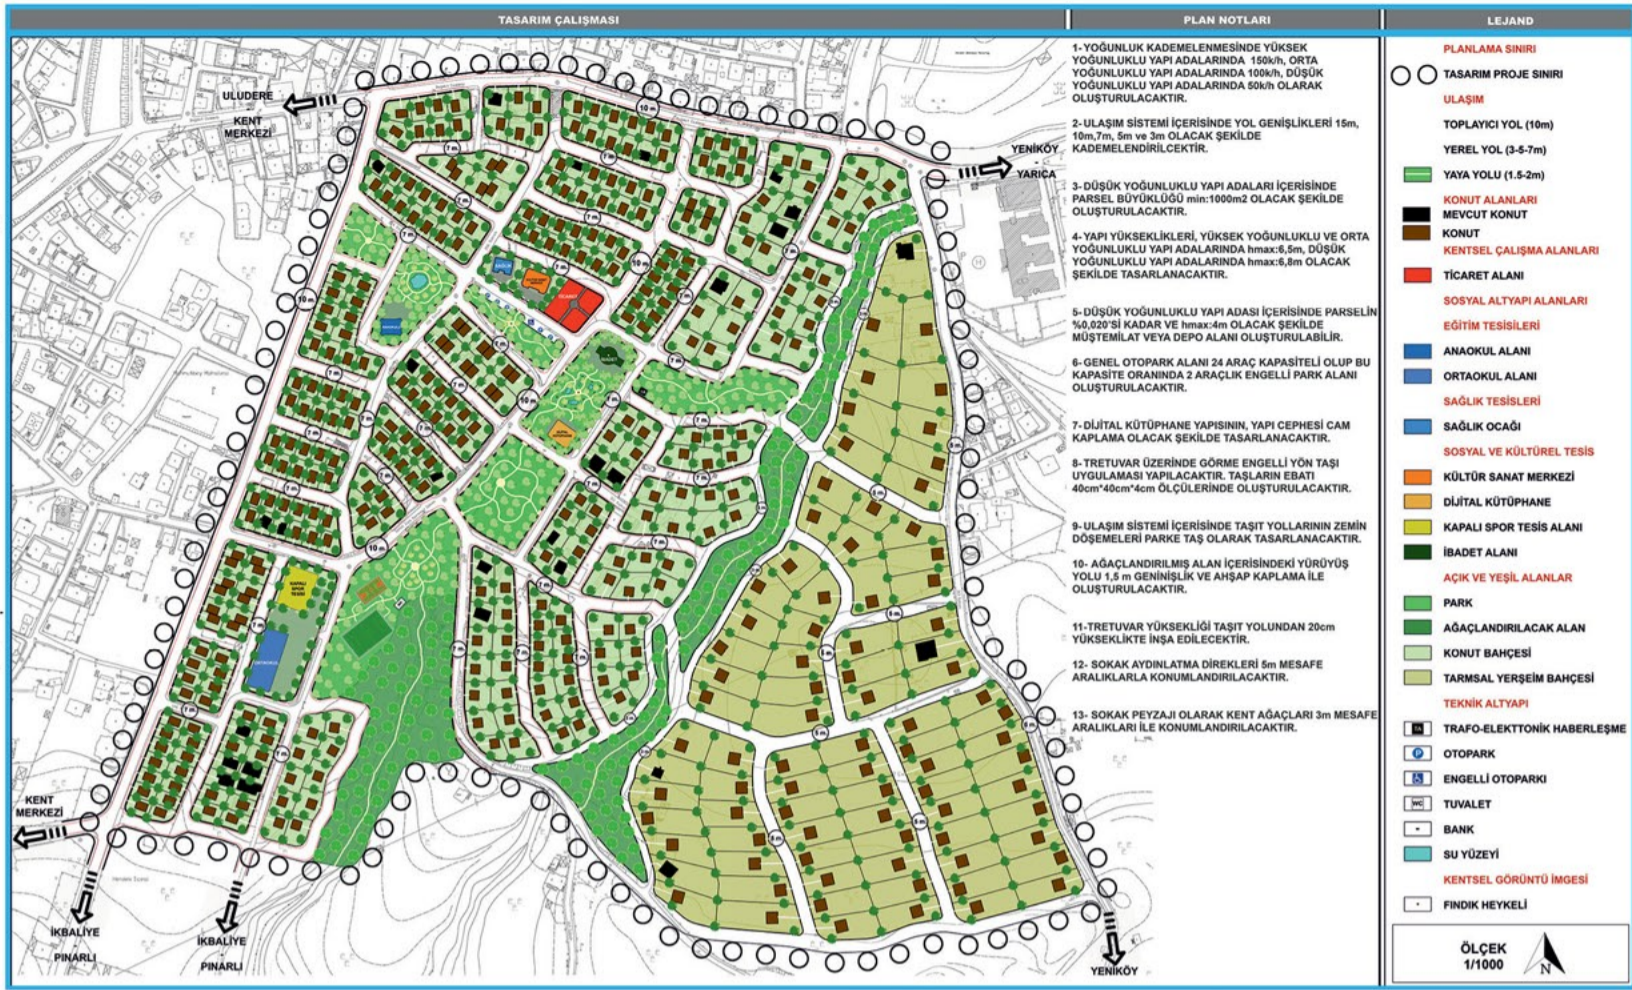 TASARIM ÇALIŞMASI
PLAN NOTLARI
LEJAND
ULUDERE
KENT
MERKEZİ
YENİKÖY
YARICA
KENT
MERKEZİ
İKBALİYE
PINARLI
İKBALİYE
PINARLI
YENİKÖY
10 m.
7 m.
5 m.
TİCARET
İBADET
KAPALI
SPOR
TESİSİ
ORTAOKUL
1- YOĞUNLUK KADEMELENMESİNDE YÜKSEK
YOĞUNLUKLU YAPI ADALARINDA 150k/h, ORTA
YOĞUNLUKLU YAPI ADALARINDA 100k/h, DÜŞÜK
YOĞUNLUKLU YAPI ADALARINDA 50k/h OLARAK
OLUŞTURULACAKTIR.
2- ULAŞIM SİSTEMİ İÇERİSİNDE YOL GENİŞLİKLERİ 15m,
10m,7m, 5m ve 3m OLACAK ŞEKİLDE
KADEMELENDİRİLCEKTİR.
3- DÜŞÜK YOĞUNLUKLU YAPI ADALARI İÇERİSİNDE
PARSEL BÜYÜKLÜĞÜ min:1000m2 OLACAK ŞEKİLDE
OLUŞTURULACAKTIR.
4- YAPI YÜKSEKLİKLERİ, YÜKSEK YOĞUNLUKLU VE ORTA
YOĞUNLUKLU YAPI ADALARINDA hmax:6,5m, DÜŞÜK
YOĞUNLUKLU YAPI ADALARINDA hmax:6,8m OLACAK
ŞEKİLDE TASARLANACAKTIR.
5- DÜŞÜK YOĞUNLUKLU YAPI ADASI İÇERİSİNDE PARSELİN
%0,020'Sİ KADAR VE hmax:4m OLACAK ŞEKİLDE
MÜŞTEMİLAT VEYA DEPO ALANI OLUŞTURULABİLİR.
6- GENEL OTOPARK ALANI 24 ARAÇ KAPASİTELİ OLUP BU
KAPASİTE ORANINDA 2 ARAÇLIK ENGELLİ PARK ALANI
OLUŞTURULACAKTIR.
7- DİJİTAL KÜTÜPHANE YAPISININ, YAPI CEPHESİ CAM
KAPLAMA OLACAK ŞEKİLDE TASARLANACAKTIR.
8- TRETUVAR ÜZERİNDE GÖRME ENGELLİ YÖN TAŞI
UYGULAMASI YAPILACAKTIR. TAŞLARIN EBATI
40cm*40cm*4cm ÖLÇÜLERİNDE OLUŞTURULACAKTIR.
9- ULAŞIM SİSTEMİ İÇERİSİNDE TAŞIT YOLLARININ ZEMİN
DÖŞEMELERİ PARKE TAŞ OLARAK TASARLANACAKTIR.
10- AĞAÇLANDIRILMIŞ ALAN İÇERİSİNDEKİ YÜRÜYÜŞ
YOLU 1,5 m GENİNİŞLİK VE AHŞAP KAPLAMA İLE
OLUŞTURULACAKTIR.
11-TRETUVAR YÜKSEKLİĞİ TAŞIT YOLUNDAN 20cm
YÜKSEKLİKTE İNŞA EDİLECEKTİR.
12- SOKAK AYDINLATMA DİREKLERİ 5m MESAFE
ARALIKLARLA KONUMLANDIRILACAKTIR.
13- SOKAK PEYZAJI OLARAK KENT AĞAÇLARI 3m MESAFE
ARALIKLARI İLE KONUMLANDIRILACAKTIR.
PLANLAMA SINIRI
TASARIM PROJE SINIRI
ULAŞIM
TOPLAYICI YOL (10m)
YEREL YOL (3-5-7m)
YAYA YOLU (1.5-2m)
KONUT ALANLARI
MEVCUT KONUT
KONUT
KENTSEL ÇALIŞMA ALANLARI
TİCARET ALANI
SOSYAL ALTYAPI ALANLARI
EĞİTİM TESİSİLERİ
ANAOKUL ALANI
ORTAOKUL ALANI
SAĞLIK TESİSLERİ
SAĞLIK OCAĞI
SOSYAL VE KÜLTÜREL TESİS
KÜLTÜR SANAT MERKEZİ
DİJİTAL KÜTÜPHANE
KAPALI SPOR TESİS ALANI
İBADET ALANI
AÇIK VE YEŞİL ALANLAR
PARK
AĞAÇLANDIRILACAK ALAN
KONUT BAHÇESİ
TARMSAL YERŞEİM BAHÇESİ
TEKNİK ALTYAPI
TRAFO-ELEKTTONİK HABERLEŞME
OTOPARK
ENGELLİ OTOPARKI
WC TUVALET
BANK
SU YÜZEYİ
KENTSEL GÖRÜNTÜ İMGESİ
FINDIK HEYKELİ
ÖLÇEK
1/1000
N